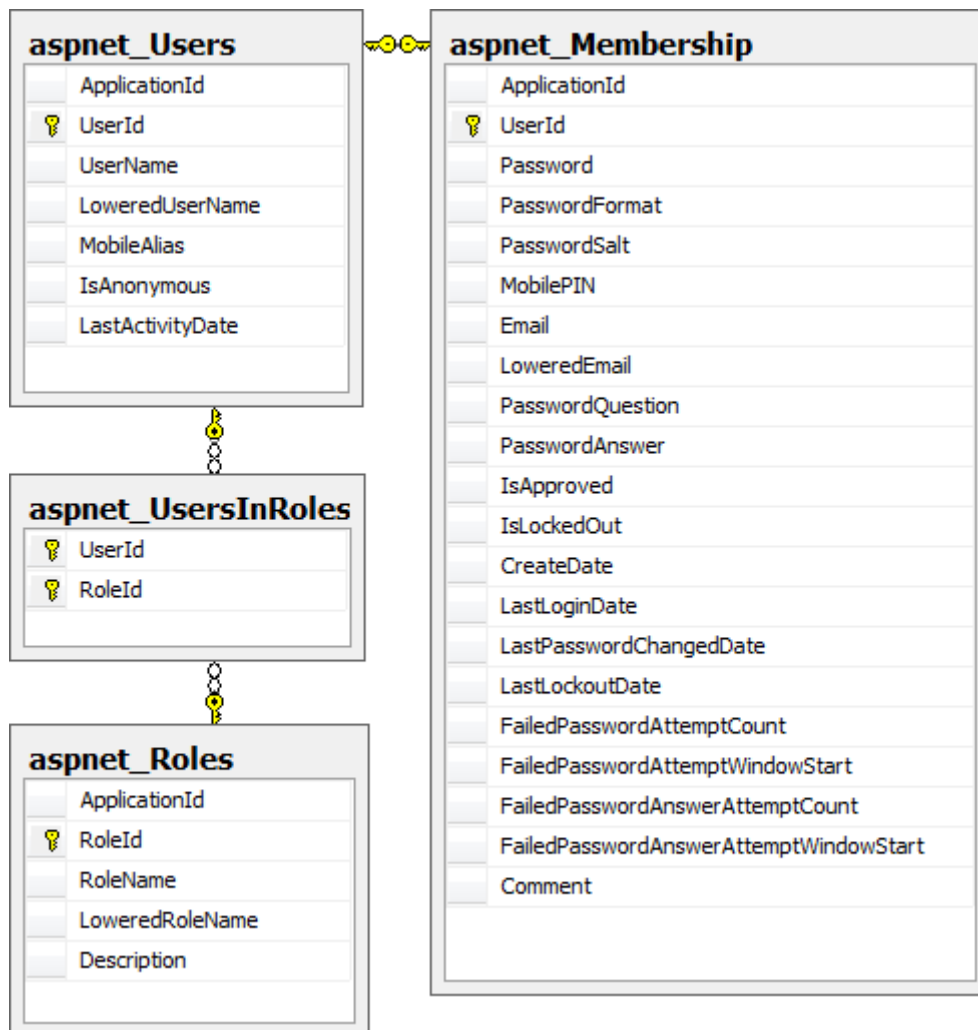 aspnet_Users
ApplicationId
UserId
UserName
LoweredUserName
MobileAlias
IsAnonymous
LastActivityDate
aspnet_Membership
ApplicationId
UserId
Password
PasswordFormat
PasswordSalt
MobilePIN
Email
LoweredEmail
PasswordQuestion
PasswordAnswer
IsApproved
IsLockedOut
CreateDate
LastLoginDate
LastPasswordChangedDate
LastLockoutDate
FailedPasswordAttemptCount
FailedPasswordAttemptWindowStart
FailedPasswordAnswerAttemptCount
FailedPasswordAnswerAttemptWindowStart
Comment
aspnet_UsersInRoles
UserId
RoleId
aspnet_Roles
ApplicationId
RoleId
RoleName
LoweredRoleName
Description